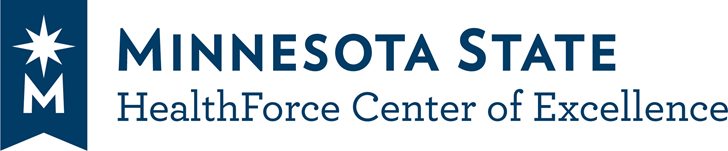 M
MINNESOTA STATE
HealthForce Center of Excellence